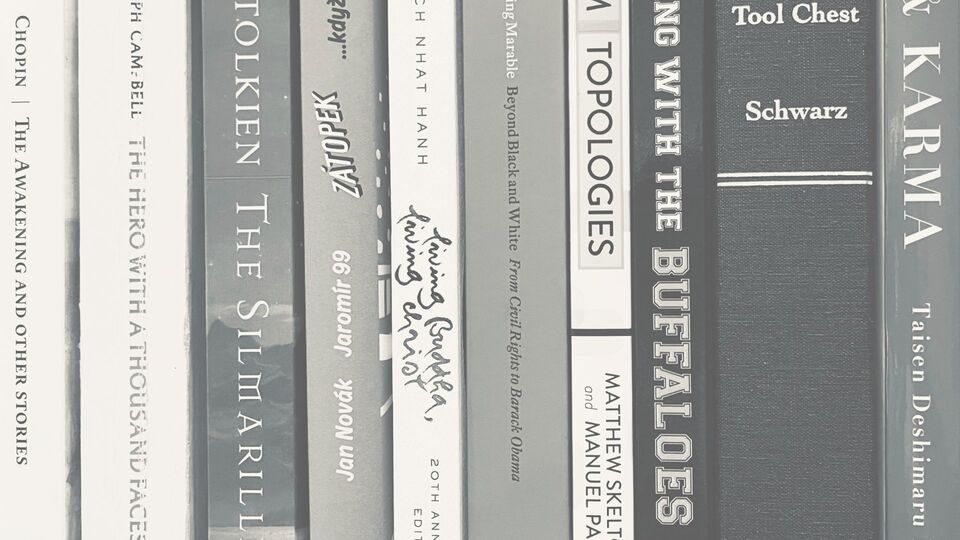 CHOPIN | THE AWAKENING AND OTHER STORIES
PH CAMPBELL THE HERO WITH A THOUSAND FACES
TOLKIEN THE SILMARILL
...kdyk
ZÁTOPEK
Jaromír 99
Jan Novák
CH NHAT HANH
living Buddha,
living christ
20TH ANN
EDIT
ing Marable Beyond Black and White From Civil Rights to Barack Obama
TOPOLOGIES
MATTHEW SKELT
and MANUEL PA
NG WITH THE BUFFALOES
Tool Chest
Schwarz
& KARMA
Taisen Deshimaru